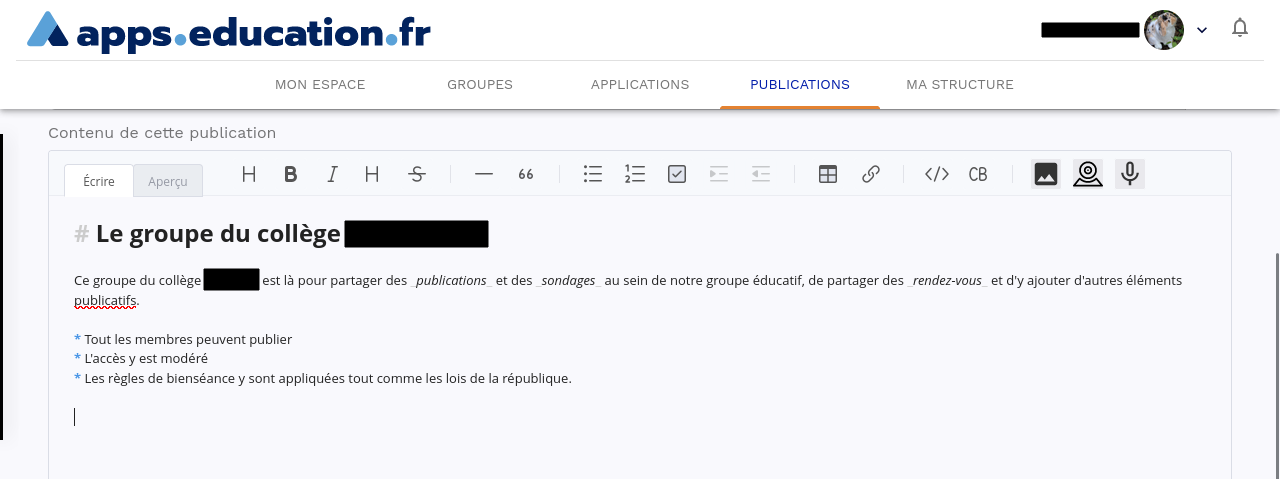 apps.education.fr
MON ESPACE GROUPES APPLICATIONS PUBLICATIONS MA STRUCTURE
Contenu de cette publication
Écrire Aperçu H B I H S 66 </> CB
# Le groupe du collège
Ce groupe du collège est là pour partager des _publications_ et des _sondages_ au sein de notre groupe éducatif, de partager des _rendez-vous_ et d'y ajouter d'autres éléments
publicatifs.
* Tout les membres peuvent publier
* L'accès y est modéré
* Les règles de bienséance y sont appliquées tout comme les lois de la république.